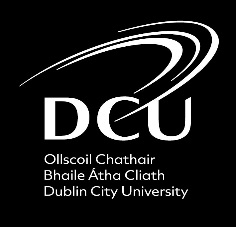 DCU
Ollscoil Chathair
Bhaile Átha Cliath
Dublin City University